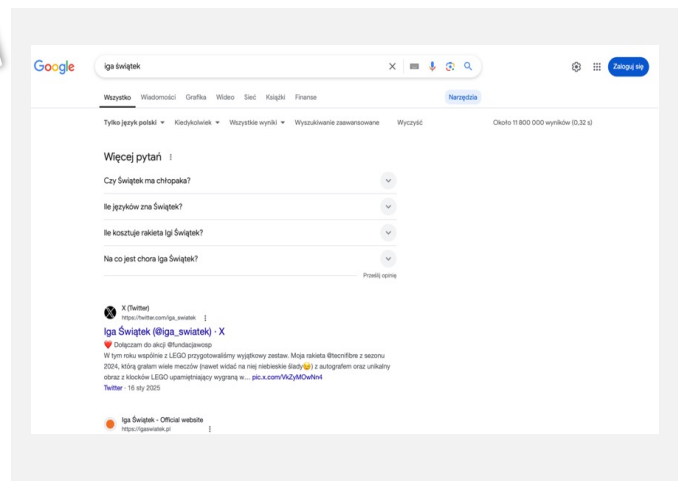 Google
iga świątek
Zaloguj się
Wszystko Wiadomości Grafika Wideo Sieć Książki Finanse Narzędzia
Tylko język polski Kiedykolwiek Wszystkie wyniki Wyszukiwanie zaawansowane Wyczyść Około 11 800 000 wyników (0,32 s)
Więcej pytań
Czy Świątek ma chłopaka?
Ile języków zna Świątek?
Ile kosztuje rakieta Igi Świątek?
Na co jest chora Iga Świątek?
Prześlij opinię
X (Twitter)
https://twitter.com/iga_swiatek
Iga Świątek (@iga_swiatek) · X
❤️ Dołączam do akcji @fundacjawosp
W tym roku wspólnie z LEGO przygotowaliśmy wyjątkowy zestaw. Moja rakieta @tecnifibre z sezonu
2024, którą grałam wiele meczów (nawet widać na niej niebieskie ślady😉) z autografem oraz unikalny
obraz z klocków LEGO upamiętniający wygraną w... pic.x.com/VkZyMOwNn4
Twitter · 16 sty 2025
Iga Świątek - Official website
https://igaswiatek.pl